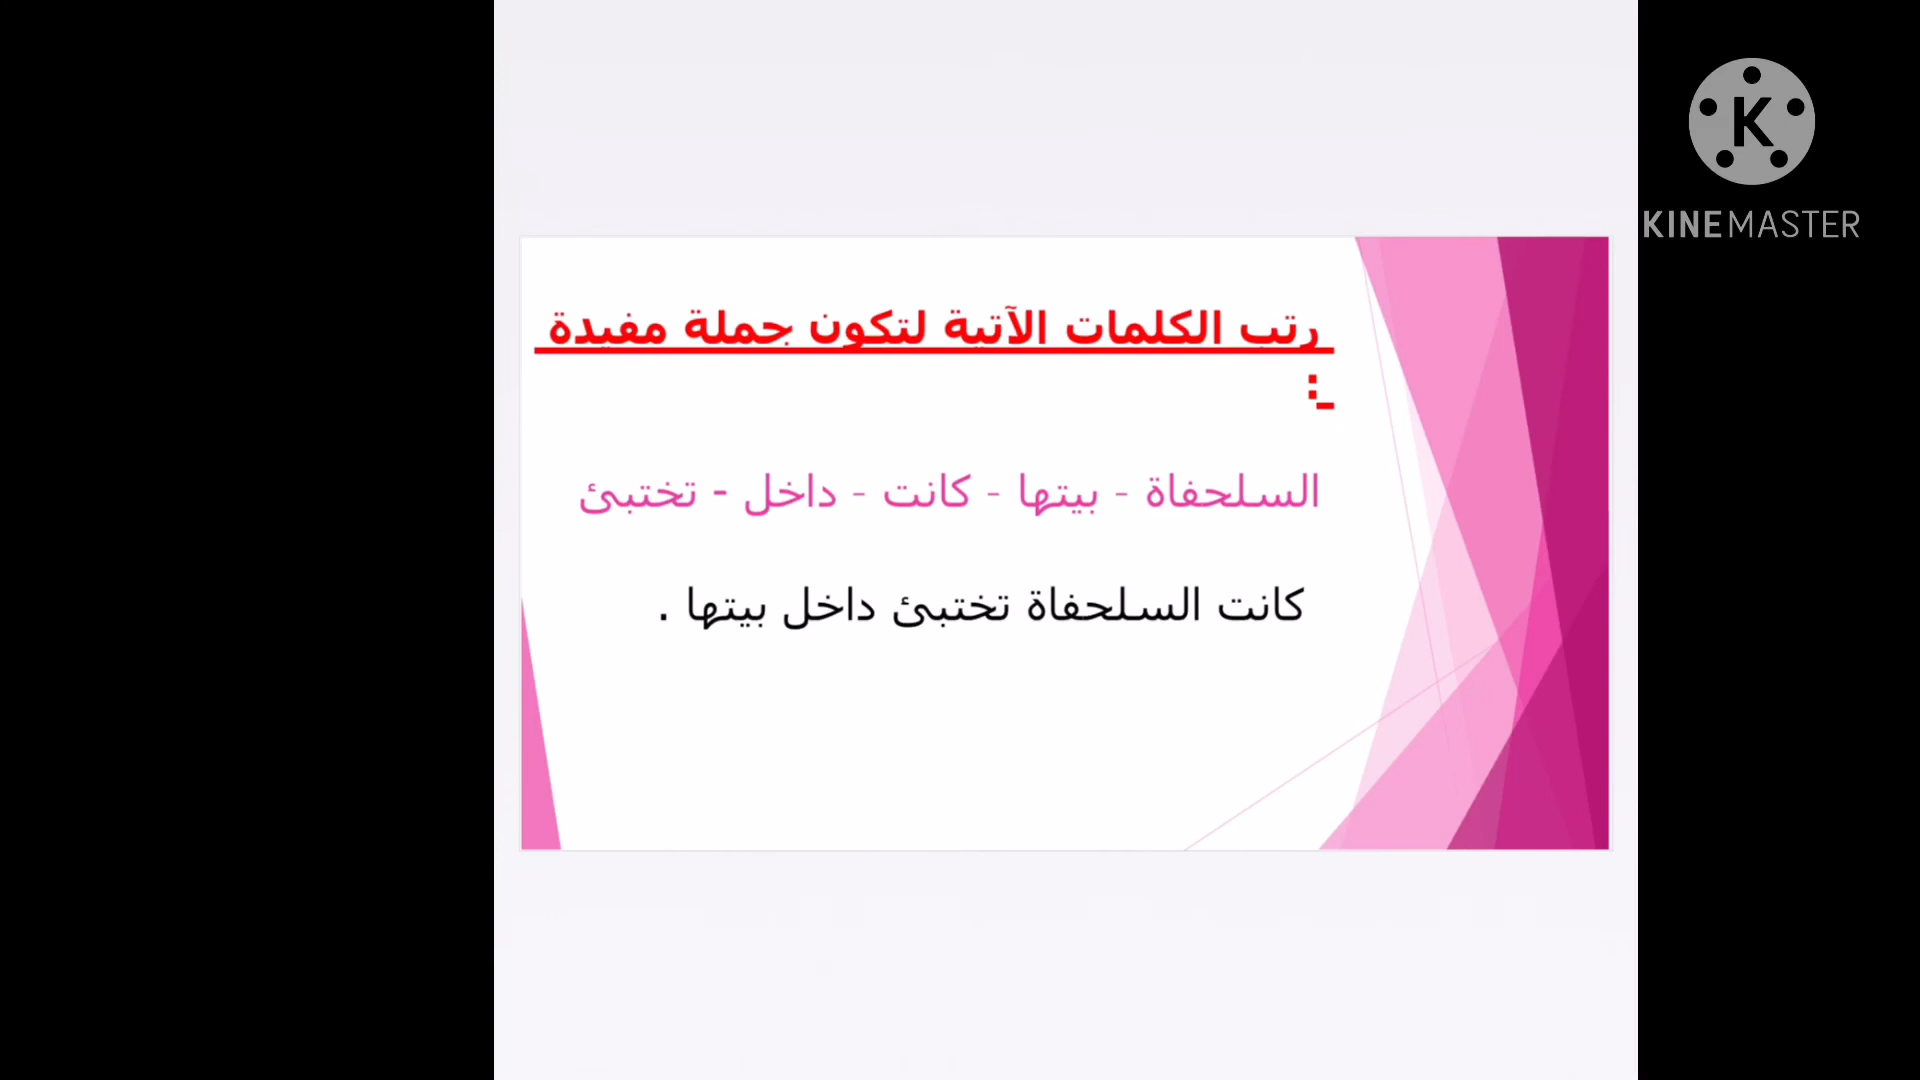 رتب الكلمات الآتية لتكون جملة مفيدة
:
السلحفاة - بيتها - كانت - داخل - تختبئ
كانت السلحفاة تختبئ داخل بيتها .
K
KINEMASTER